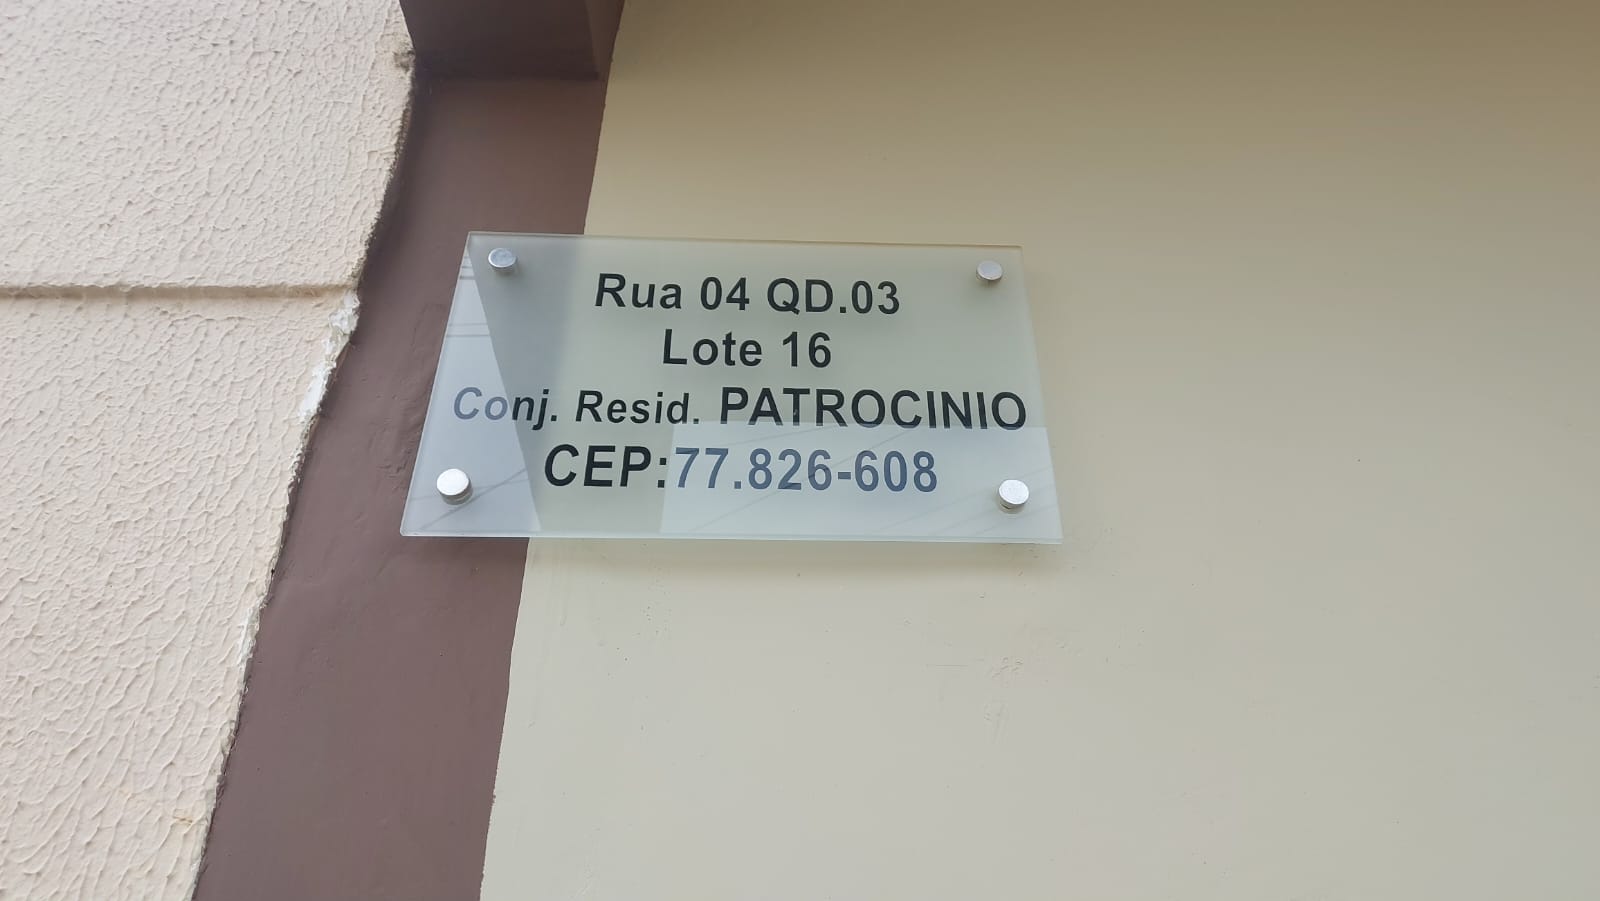 Rua 04 QD.03
Lote 16
Conj. Resid. PATROCINIO
CEP:77.826-608